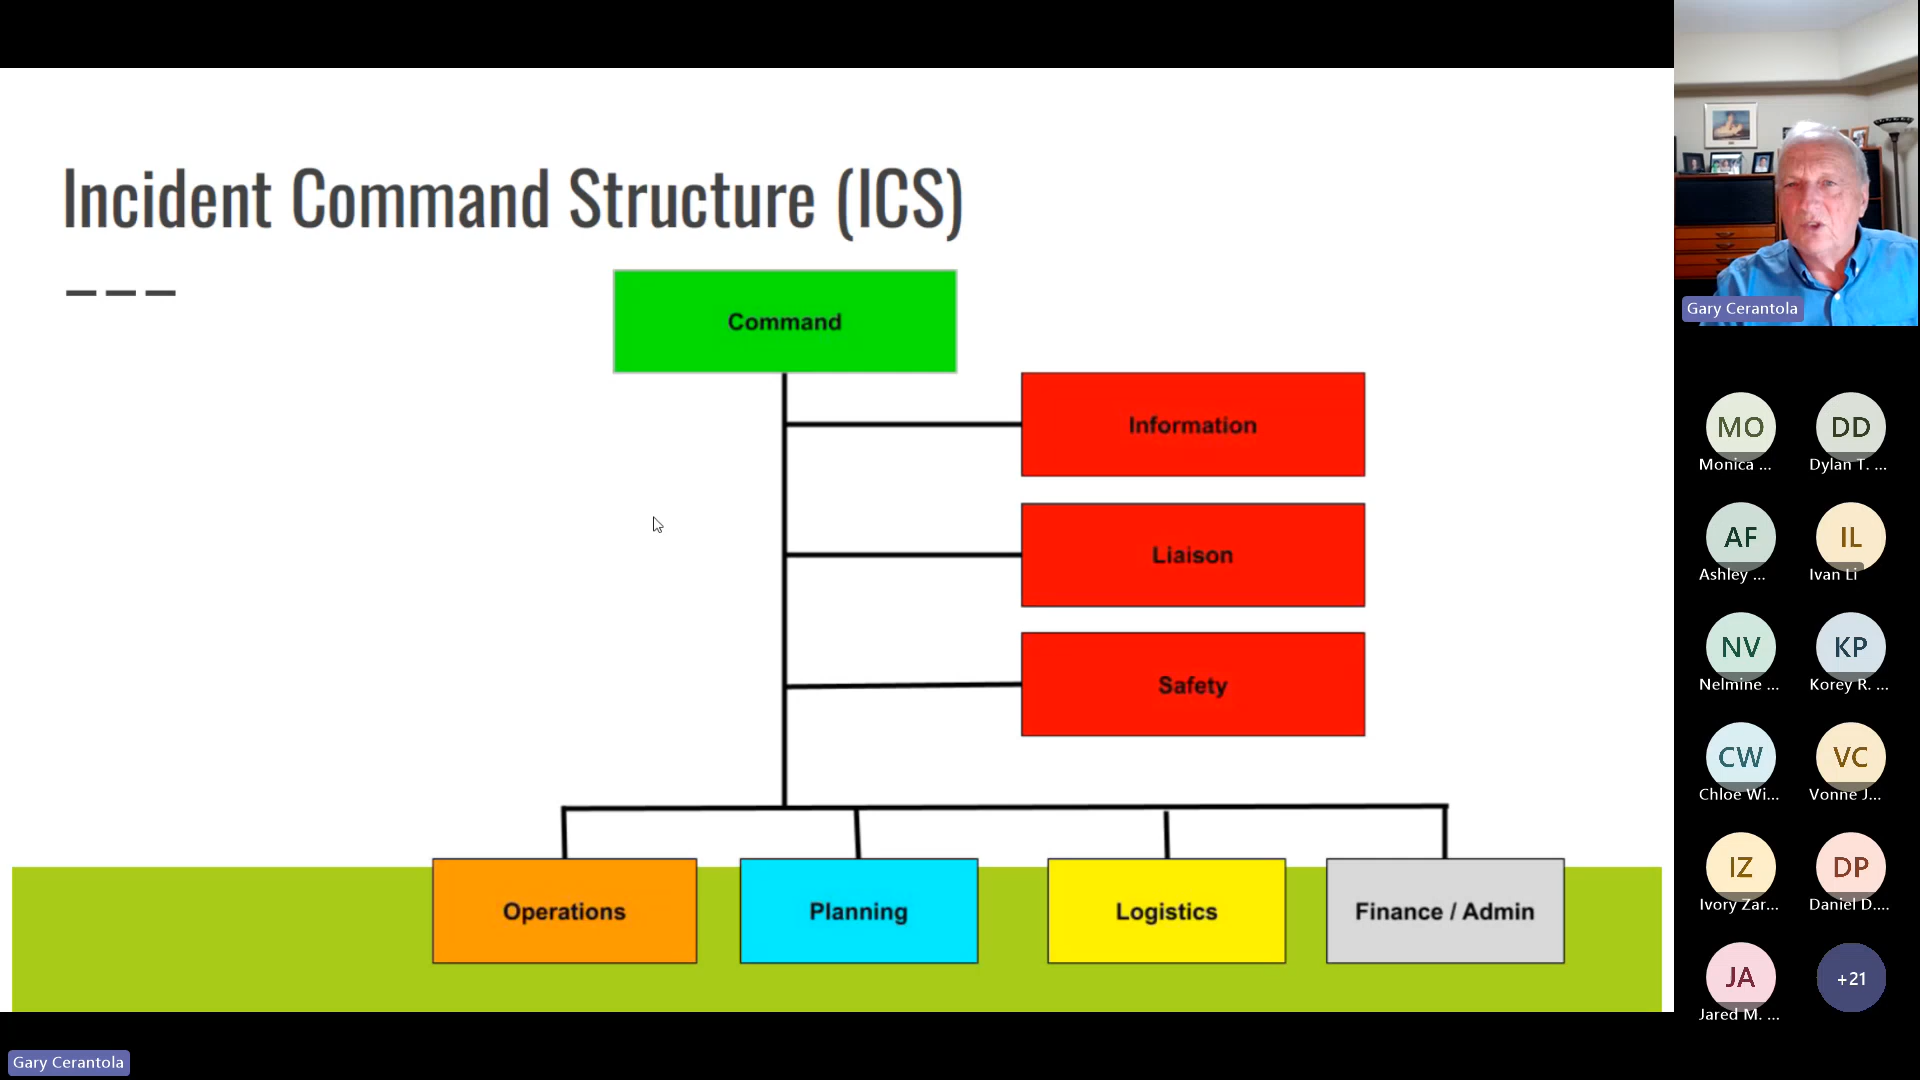 Incident Command Structure (ICS)
Command
Information
Liaison
Safety
Operations
Planning
Logistics
Finance / Admin
Gary Cerantola
MO
DD
Monica ...
Dylan T. ...
AF
IL
Ashley ...
Ivan Li
NV
KP
Nelmine ...
Korey R. ...
CW
VC
Chloe Wi...
Vonne J...
IZ
DP
Ivory Zar...
Daniel D....
JA
+21
Jared M. ...
Gary Cerantola